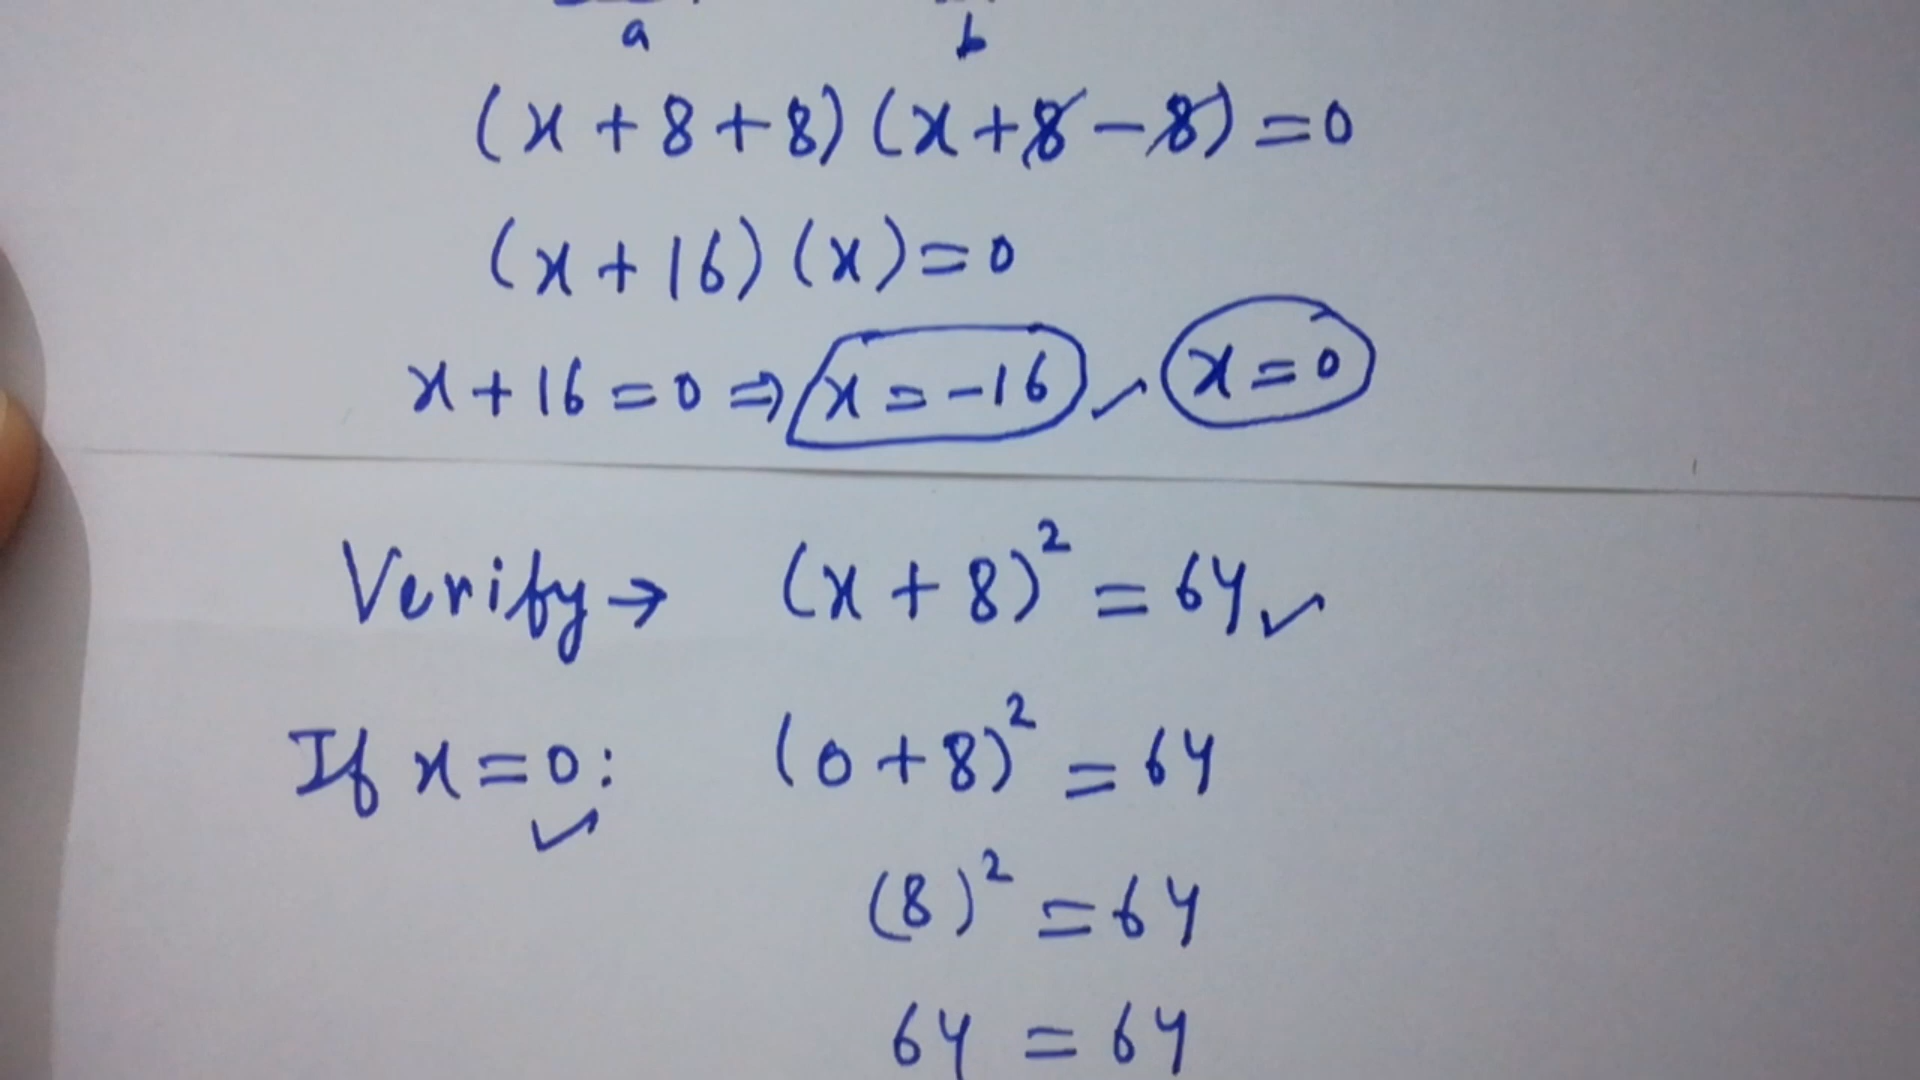 a b
(x + 8 + 8) (x + 8 - 8) = 0
(x + 16) (x) = 0
x + 16 = 0 ⇒ x = -16 ✓ x = 0
Verify → (x + 8)² = 64 ✓
If x = 0: (0 + 8)² = 64
✓
(8)² = 64
64 = 64